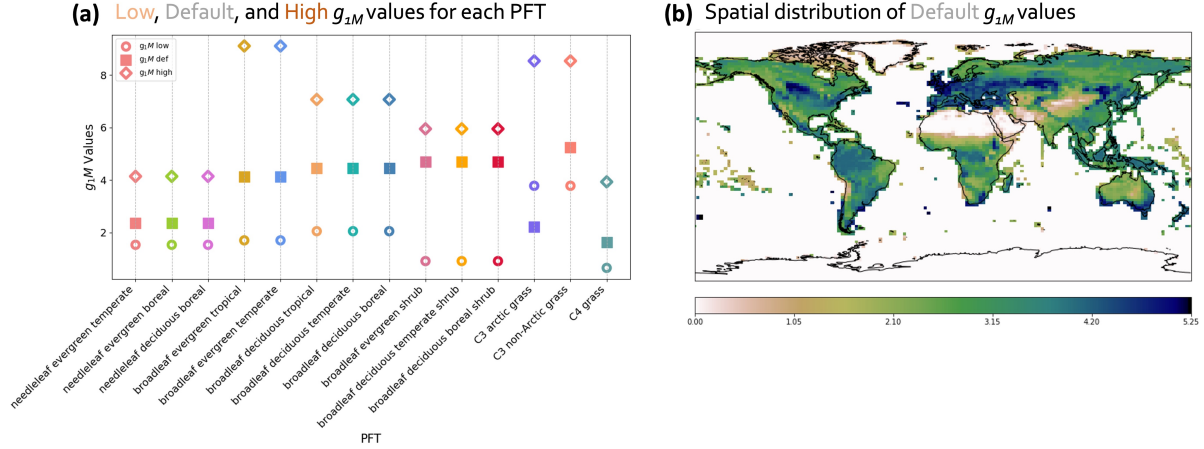 (a) Low, Default, and High g1M values for each PFT
g1M low
g1M def
g1M high
8
6
4
2
g1M Values
needleleaf evergreen temperate
needleleaf evergreen boreal
needleleaf deciduous boreal
broadleaf evergreen tropical
broadleaf evergreen temperate
broadleaf deciduous tropical
broadleaf deciduous temperate
broadleaf deciduous boreal
broadleaf evergreen shrub
broadleaf deciduous temperate shrub
broadleaf deciduous boreal shrub
C3 arctic grass
C3 non-Arctic grass
C4 grass
PFT
(b) Spatial distribution of Default g1M values
0.00 1.05 2.10 3.15 4.20 5.25